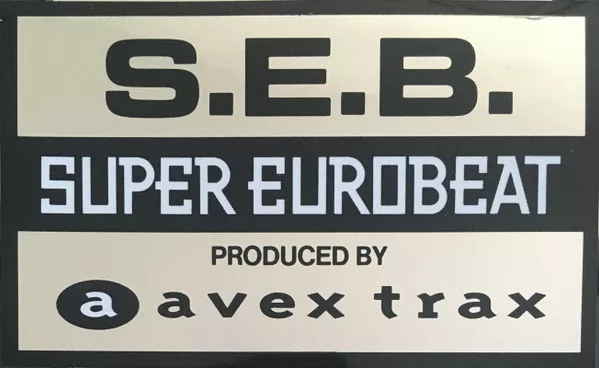 S.E.B.
SUPER EUROBEAT
PRODUCED BY
a avex trax